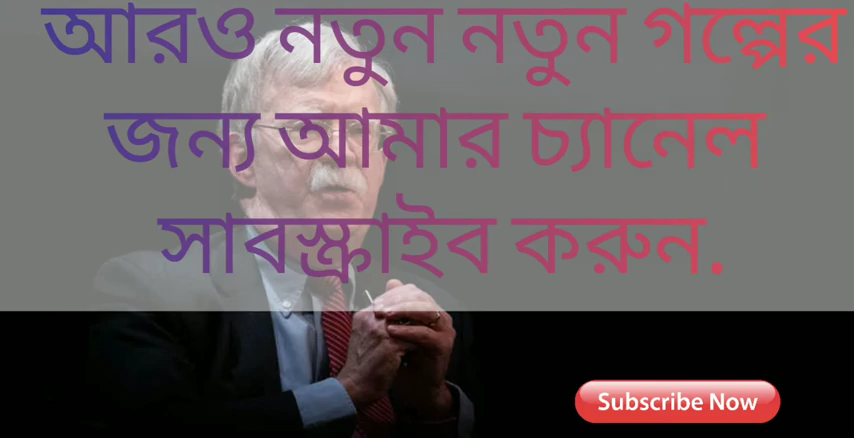 আরও নতুন নতুন গল্পের
জন্য আমার চ্যানেল
সাবস্ক্রাইব করুন.
Subscribe Now